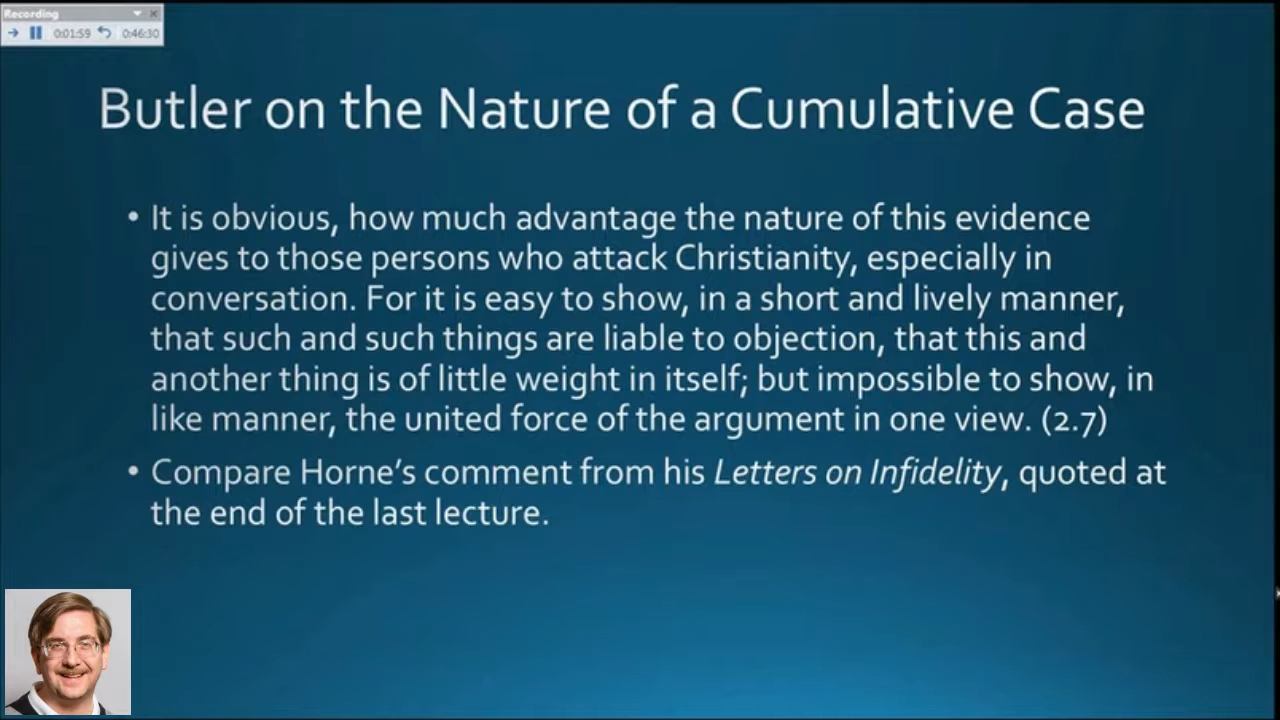 Recording
0:01:59 0:46:30
Butler on the Nature of a Cumulative Case
• It is obvious, how much advantage the nature of this evidence
gives to those persons who attack Christianity, especially in
conversation. For it is easy to show, in a short and lively manner,
that such and such things are liable to objection, that this and
another thing is of little weight in itself; but impossible to show, in
like manner, the united force of the argument in one view. (2.7)
• Compare Horne’s comment from his Letters on Infidelity, quoted at
the end of the last lecture.